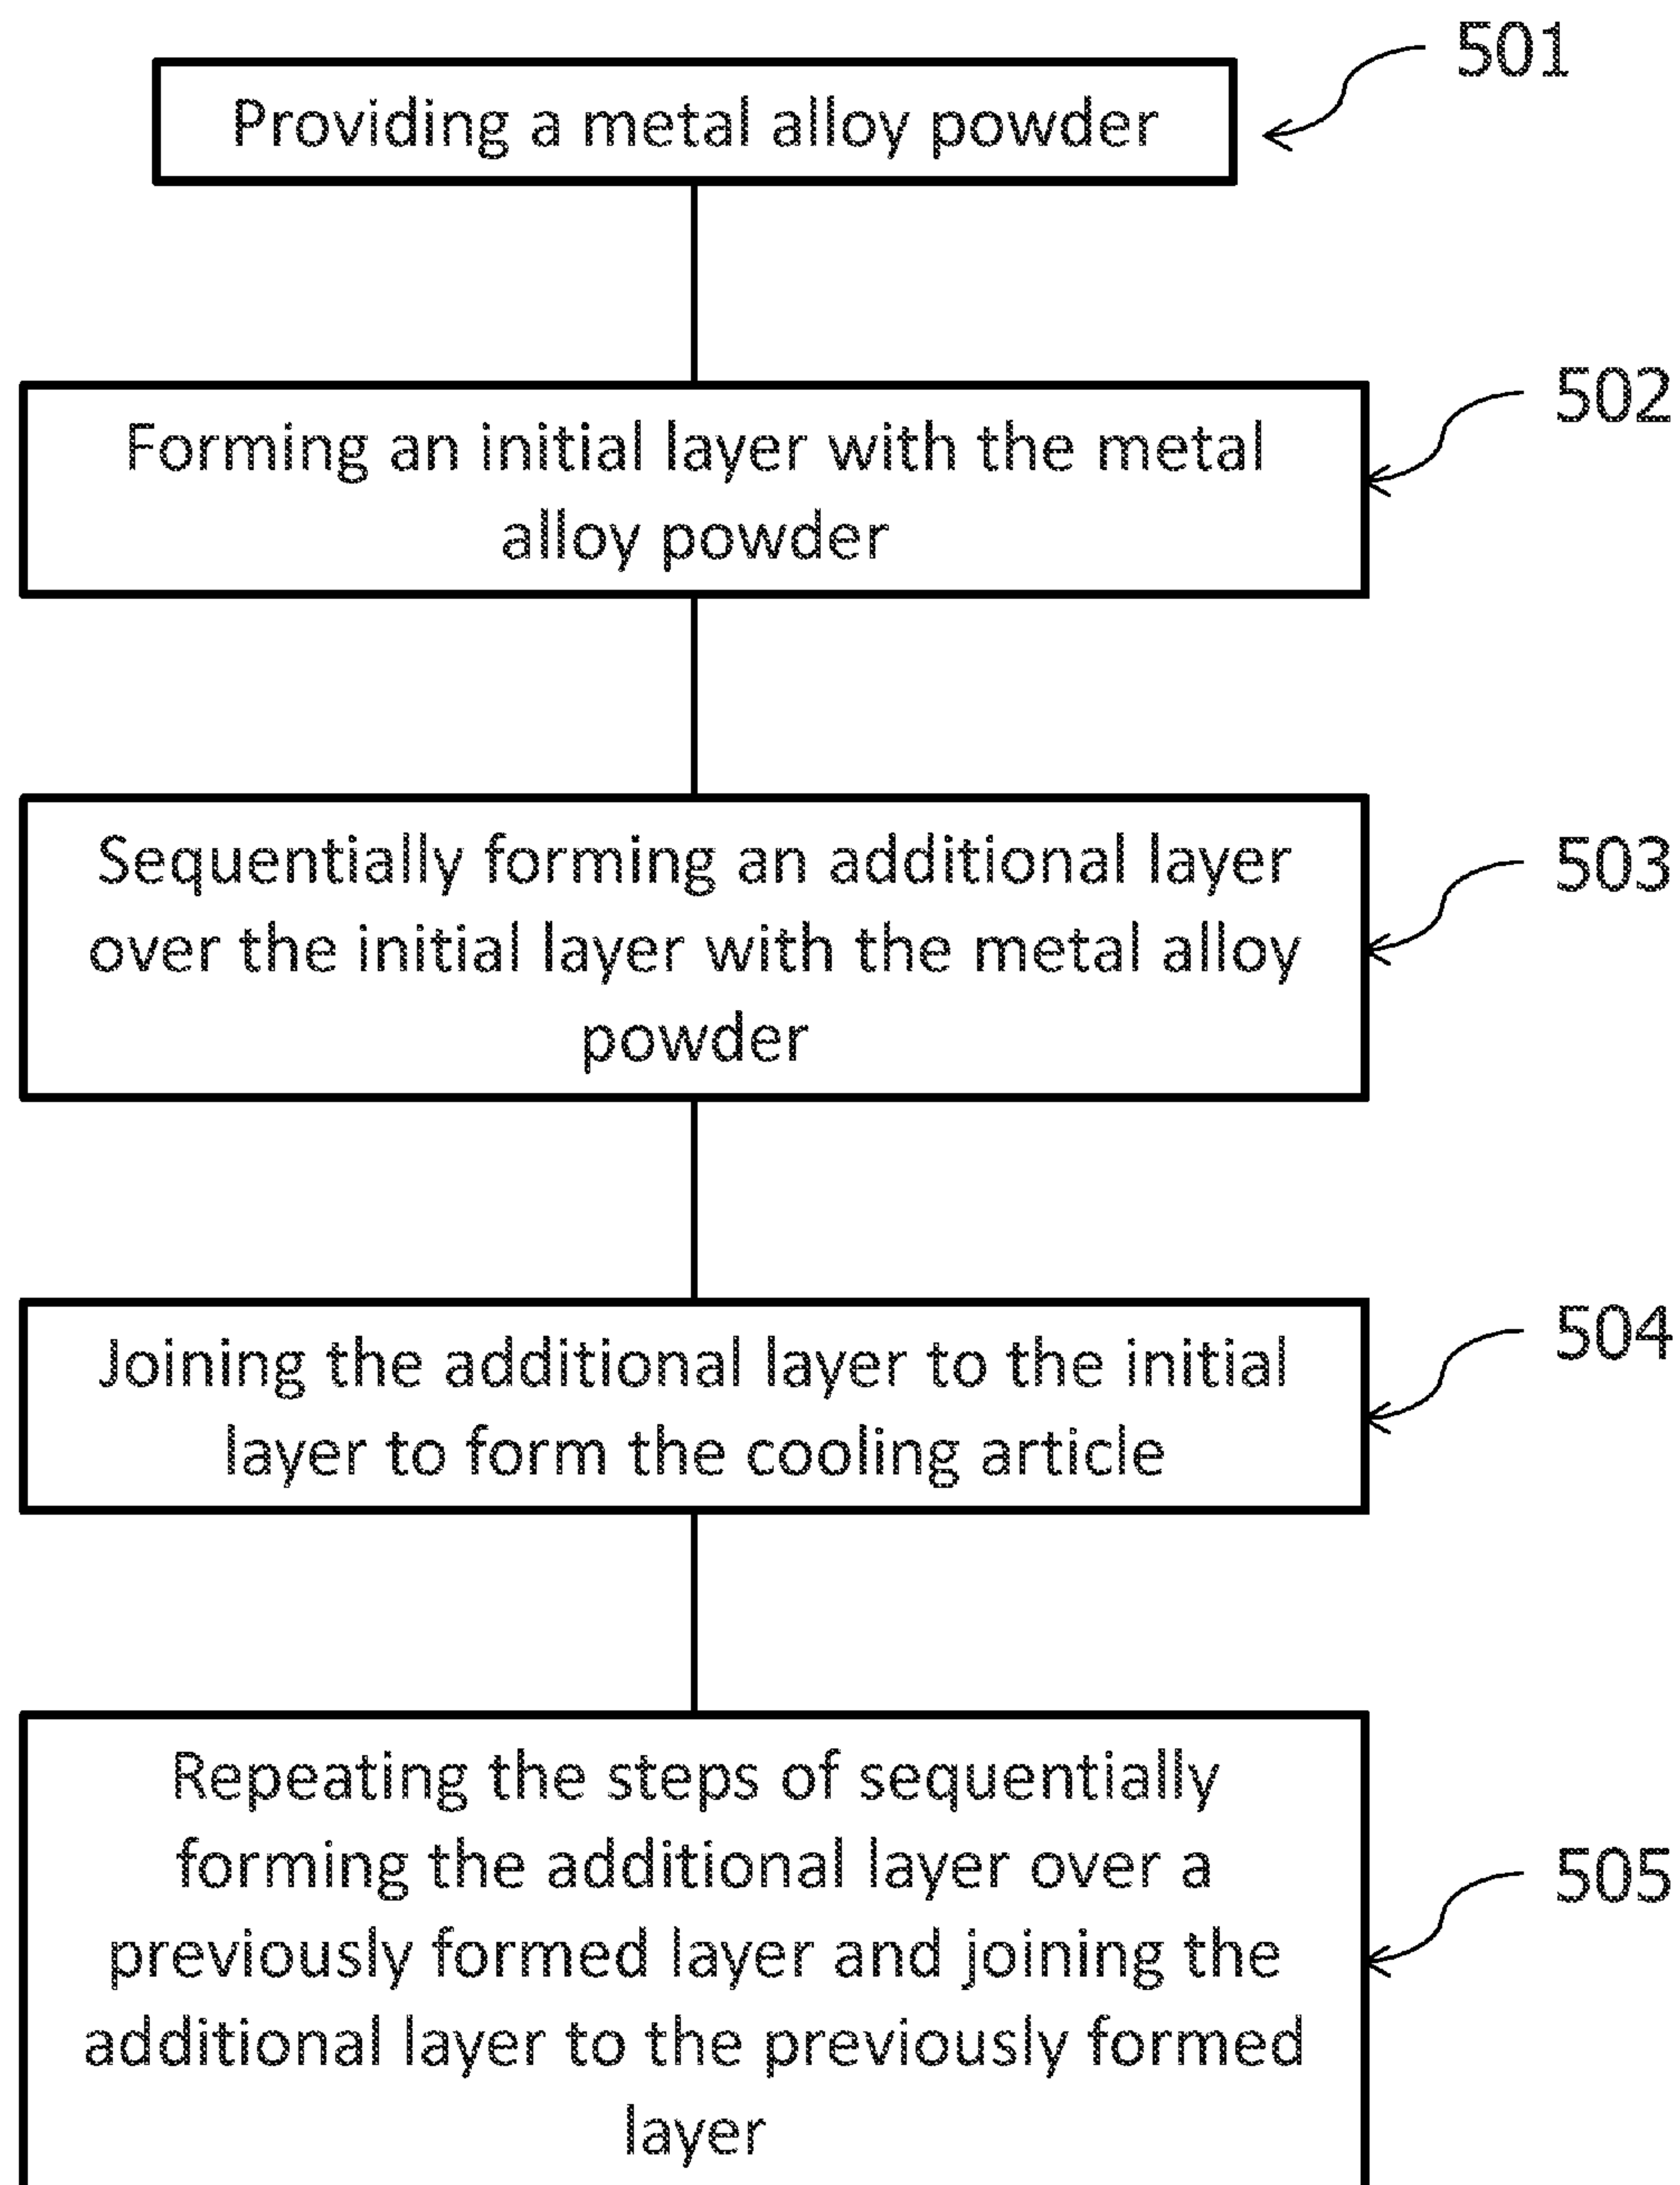 501
Providing a metal alloy powder
502
Forming an initial layer with the metal
alloy powder
503
Sequentially forming an additional layer
over the initial layer with the metal alloy
powder
504
Joining the additional layer to the initial
layer to form the cooling article
505
Repeating the steps of sequentially
forming the additional layer over a
previously formed layer and joining the
additional layer to the previously formed
layer